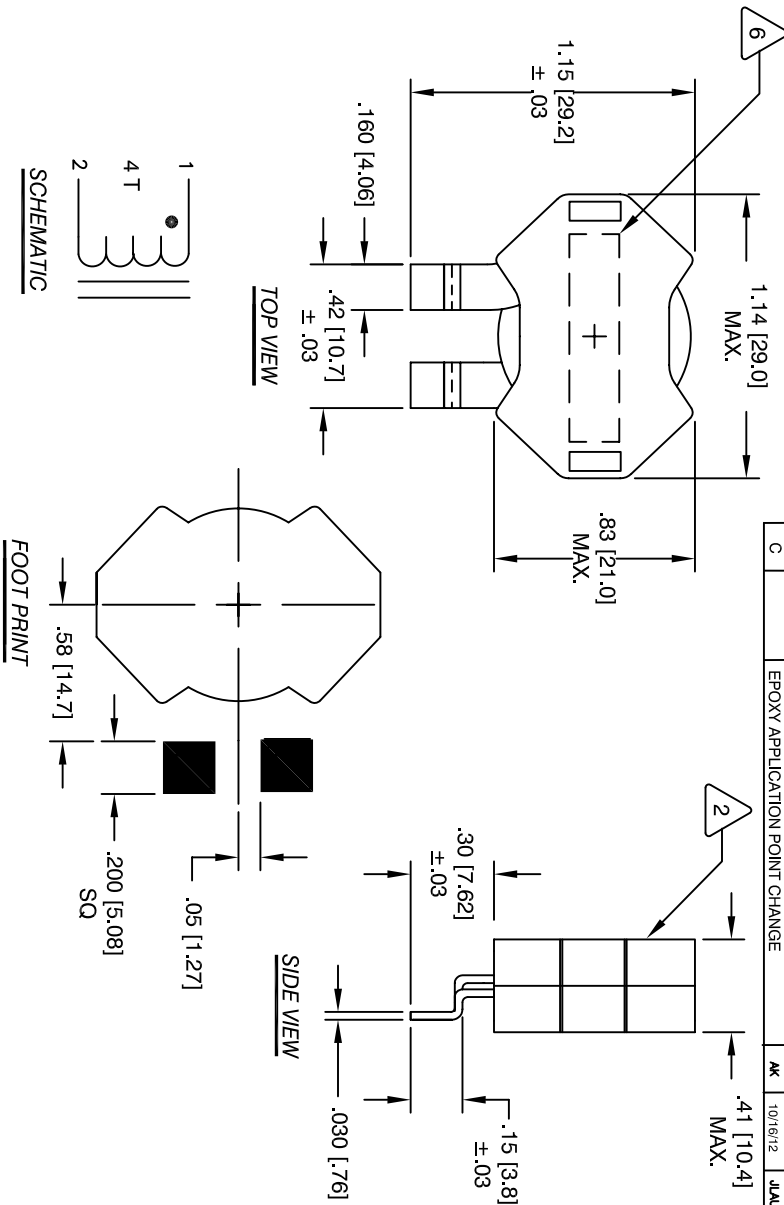 C EPOXY APPLICATION POINT CHANGE AK 10/16/12 JLAL
6
1.14 [29.0]
MAX.
1.15 [29.2]
± .03
.83 [21.0]
MAX.
.160 [4.06]
.42 [10.7]
± .03
TOP VIEW
2
.41 [10.4]
MAX.
.30 [7.62]
±.03
.15 [3.8]
±.03
.030 [.76]
SIDE VIEW
1
4 T
2
SCHEMATIC
.58 [14.7]
.200 [5.08]
SQ
.05 [1.27]
FOOT PRINT